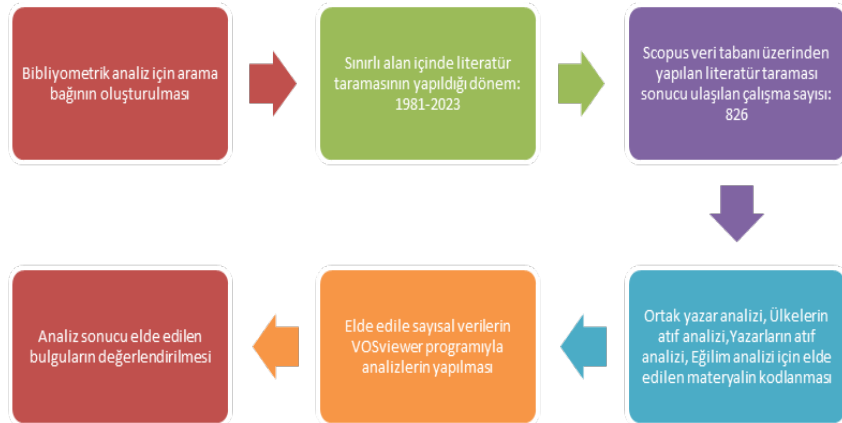 Bibliyometrik analiz için arama
bağının oluşturulması
Sınırlı alan içinde literatür
taramasının yapıldığı dönem:
1981-2023
Scopus veri tabanı üzerinden
yapılan literatür taraması
sonucu ulaşılan çalışma sayısı:
826
Ortak yazar analizi, Ülkelerin
atıf analizi,Yazarların atıf
analizi, Eğilim analizi için elde
edilen materyalin kodlanması
Elde edile sayısal verilerin
VOSviewer programıyla
analizlerin yapılması
Analiz sonucu elde edilen
bulguların değerlendirilmesi